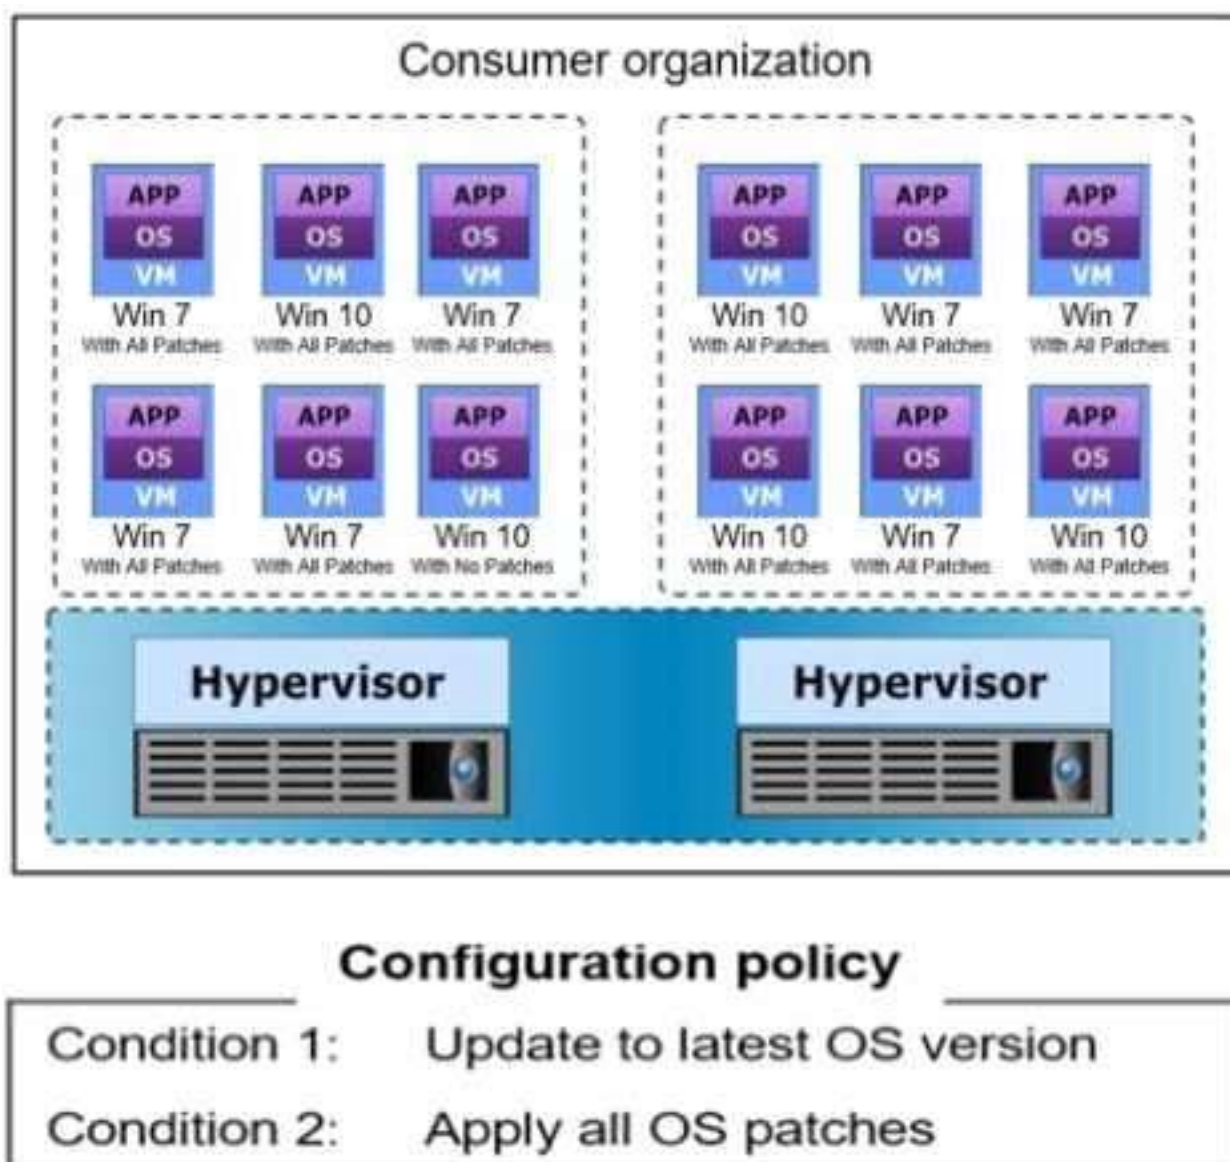 Consumer organization
APP APP APP APP APP APP
OS OS OS OS OS OS
VM VM VM VM VM VM
Win 7 Win 10 Win 7 Win 10 Win 7 Win 7
With All Patches With All Patches With All Patches With All Patches With All Patches With All Patches
APP APP APP APP APP APP
OS OS OS OS OS OS
VM VM VM VM VM VM
Win 7 Win 7 Win 10 Win 10 Win 7 Win 10
With All Patches With All Patches With No Patches With All Patches With All Patches With All Patches
Hypervisor Hypervisor
Configuration policy
Condition 1: Update to latest OS version
Condition 2: Apply all OS patches